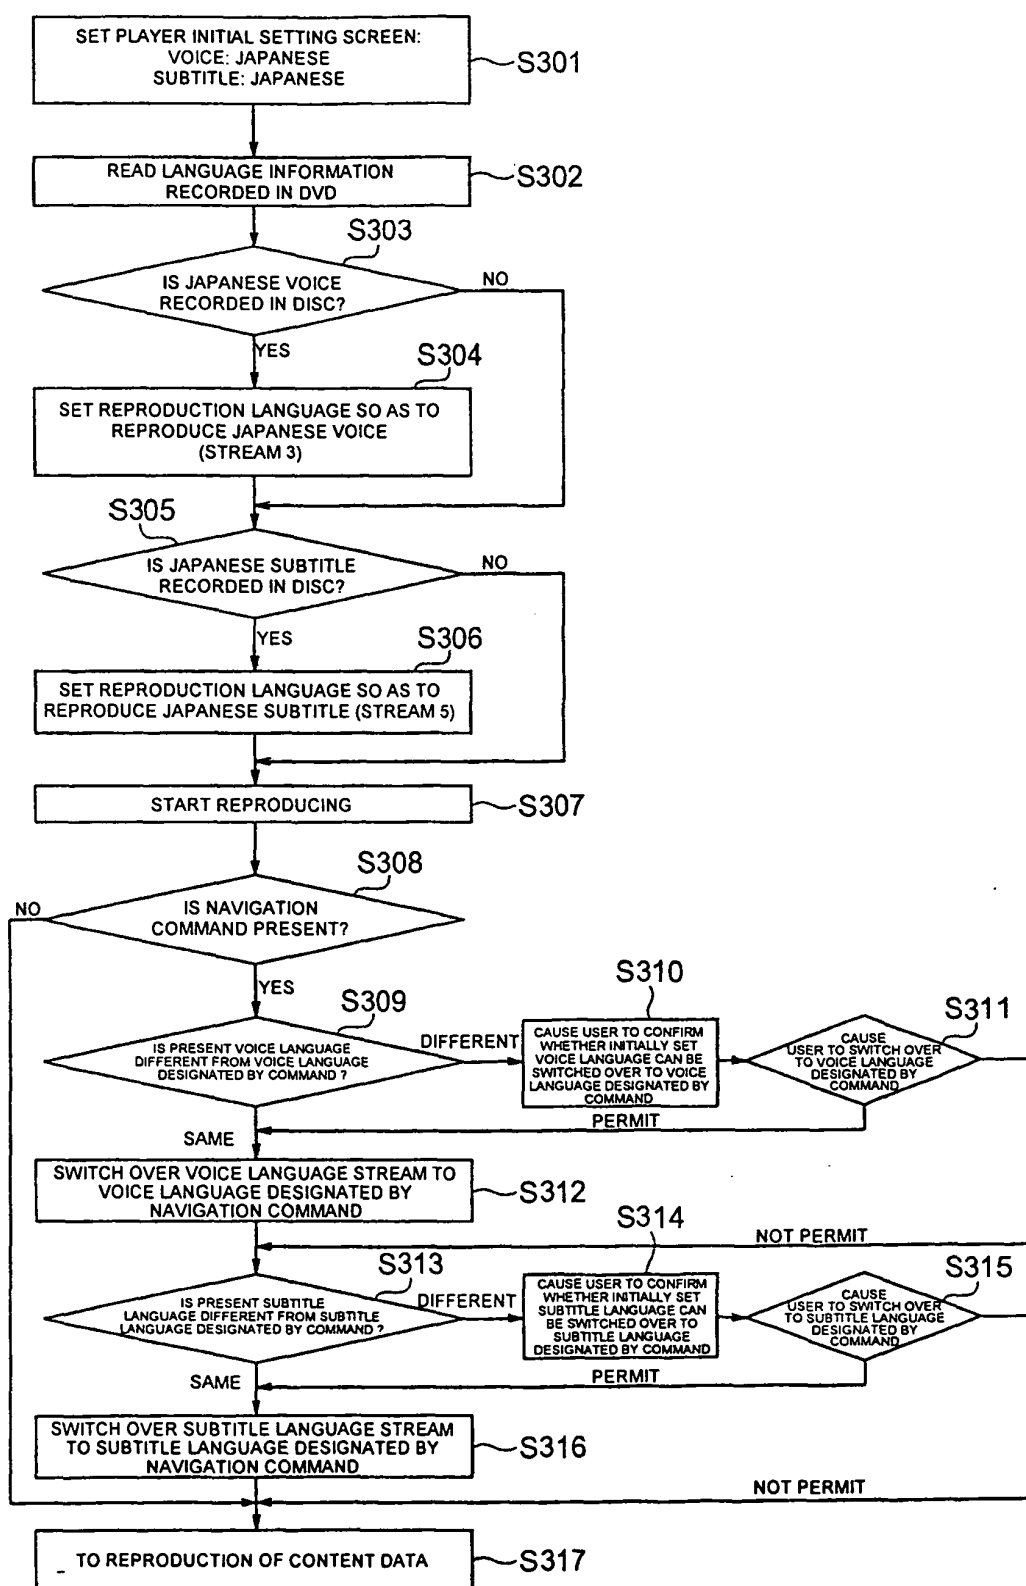 SET PLAYER INITIAL SETTING SCREEN:
VOICE: JAPANESE
SUBTITLE: JAPANESE
S301
READ LANGUAGE INFORMATION
RECORDED IN DVD
S302
S303
IS JAPANESE VOICE
RECORDED IN DISC?
NO
YES
S304
SET REPRODUCTION LANGUAGE SO AS TO
REPRODUCE JAPANESE VOICE
(STREAM 3)
S305
IS JAPANESE SUBTITLE
RECORDED IN DISC?
NO
YES
S306
SET REPRODUCTION LANGUAGE SO AS TO
REPRODUCE JAPANESE SUBTITLE (STREAM 5)
START REPRODUCING
S307
S308
NO
IS NAVIGATION
COMMAND PRESENT?
YES
S309
IS PRESENT VOICE LANGUAGE
DIFFERENT FROM VOICE LANGUAGE
DESIGNATED BY COMMAND ?
DIFFERENT
S310
CAUSE USER TO CONFIRM
WHETHER INITIALLY SET
VOICE LANGUAGE CAN BE
SWITCHED OVER TO VOICE
LANGUAGE DESIGNATED BY
COMMAND
S311
CAUSE
USER TO SWITCH OVER
TO VOICE LANGUAGE
DESIGNATED BY
COMMAND
PERMIT
SAME
SWITCH OVER VOICE LANGUAGE STREAM TO
VOICE LANGUAGE DESIGNATED BY
NAVIGATION COMMAND
S312
NOT PERMIT
S313
IS PRESENT SUBTITLE
LANGUAGE DIFFERENT FROM SUBTITLE
LANGUAGE DESIGNATED BY COMMAND ?
DIFFERENT
S314
CAUSE USER TO CONFIRM
WHETHER INITIALLY SET
SUBTITLE LANGUAGE CAN
BE SWITCHED OVER TO
SUBTITLE LANGUAGE
DESIGNATED BY COMMAND
S315
CAUSE
USER TO SWITCH OVER
TO SUBTITLE LANGUAGE
DESIGNATED BY
COMMAND
PERMIT
SAME
SWITCH OVER SUBTITLE LANGUAGE STREAM
TO SUBTITLE LANGUAGE DESIGNATED BY
NAVIGATION COMMAND
S316
NOT PERMIT
TO REPRODUCTION OF CONTENT DATA
S317